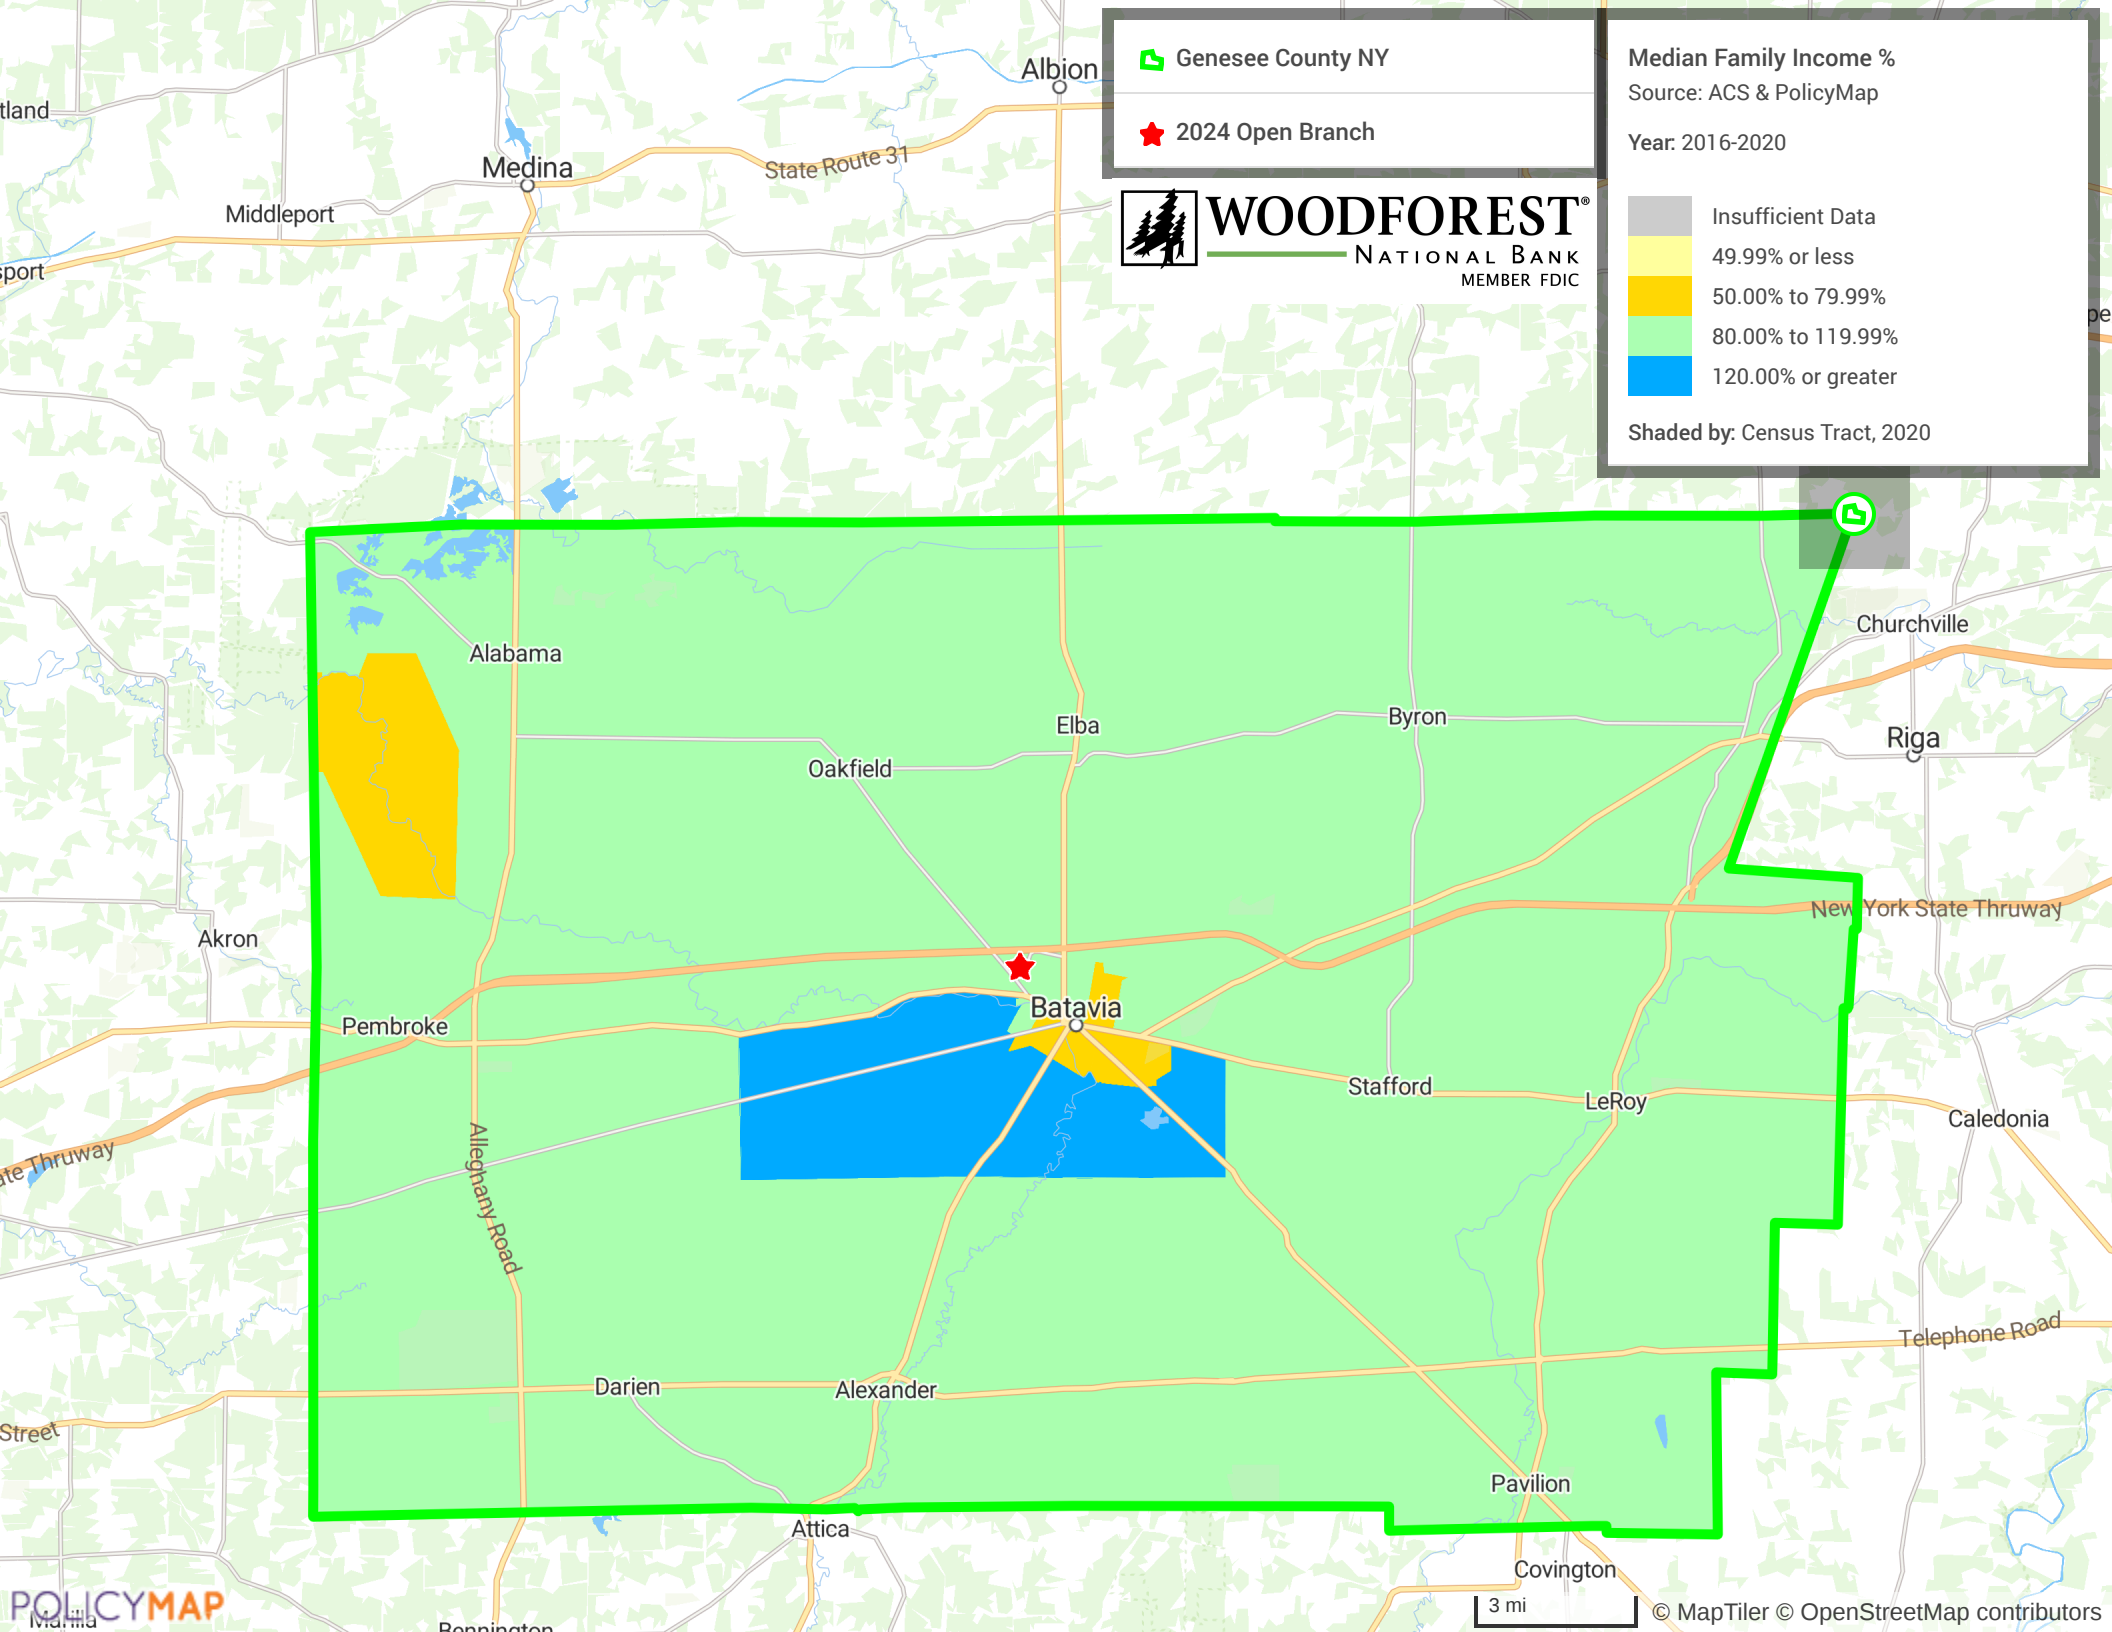 Genesee County NY
2024 Open Branch
WOODFOREST®
NATIONAL BANK
MEMBER FDIC
Median Family Income %
Source: ACS & PolicyMap
Year: 2016-2020
Insufficient Data
49.99% or less
50.00% to 79.99%
80.00% to 119.99%
120.00% or greater
Shaded by: Census Tract, 2020
Albion
tland
State Route 31
Medina
Middleport
sport
pe
Churchville
Alabama
Byron
Elba
Riga
Oakfield
New York State Thruway
Akron
Batavia
Pembroke
Stafford
LeRoy
Caledonia
ate Thruway
Alleghany Road
Telephone Road
Darien
Alexander
Street
Pavilion
Attica
Covington
POLICYMAP
Marilla
Bennington
3 mi
© MapTiler © OpenStreetMap contributors